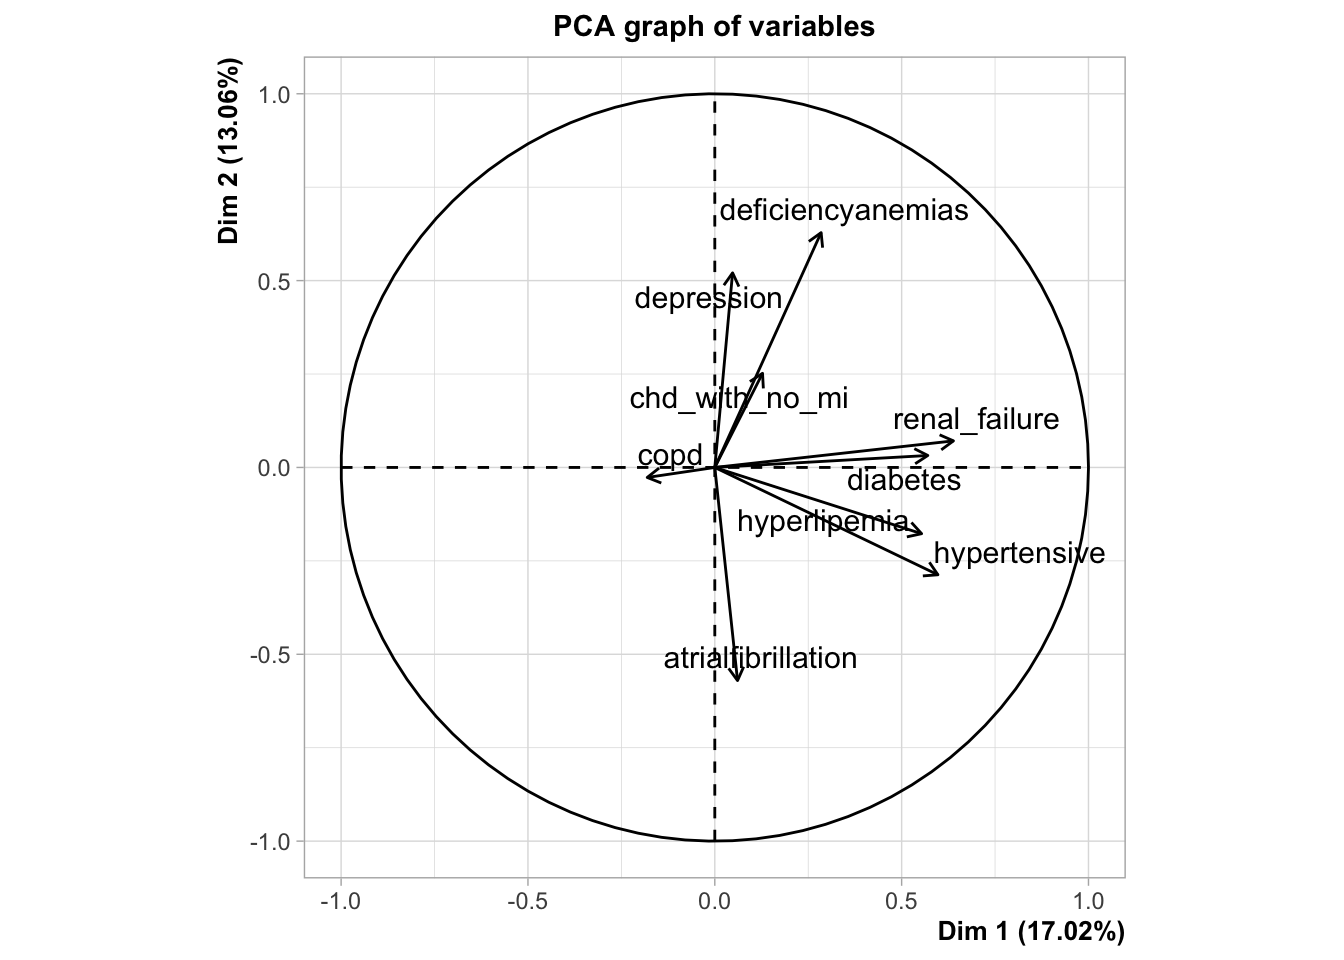 PCA graph of variables
Dim 2 (13.06%)
1.0
0.5
0.0
-0.5
-1.0
deficiencyanemias
depression
chd_with_no_mi
renal_failure
copd
diabetes
hyperlipemia
hypertensive
atrialfibrillation
-1.0 -0.5 0.0 0.5 1.0
Dim 1 (17.02%)